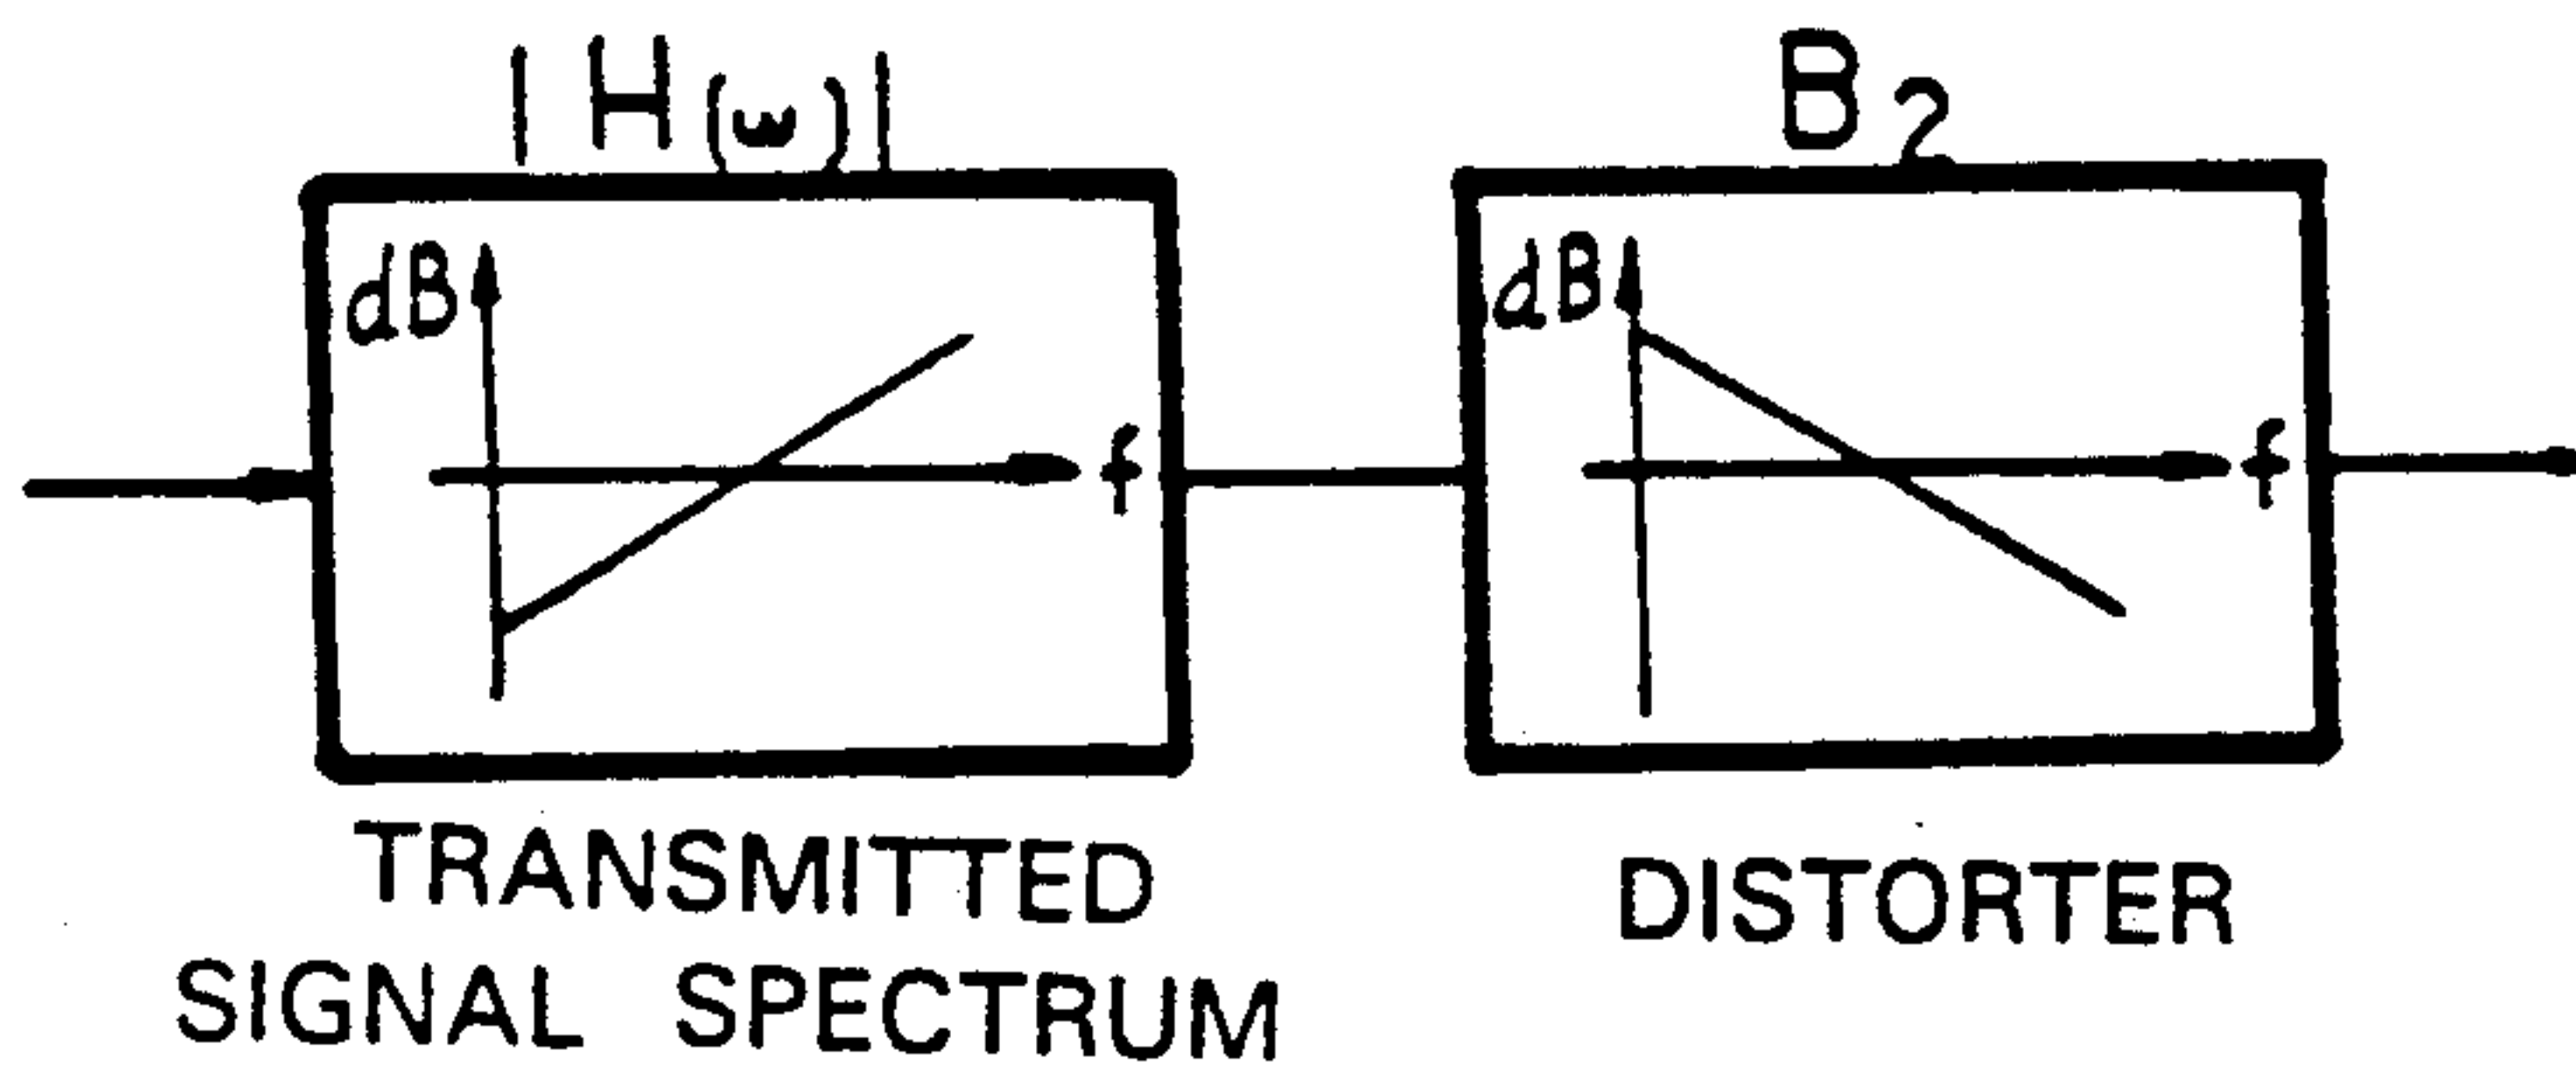 |H(ω)|
B2
dB
f
dB
f
TRANSMITTED
SIGNAL SPECTRUM
DISTORTER